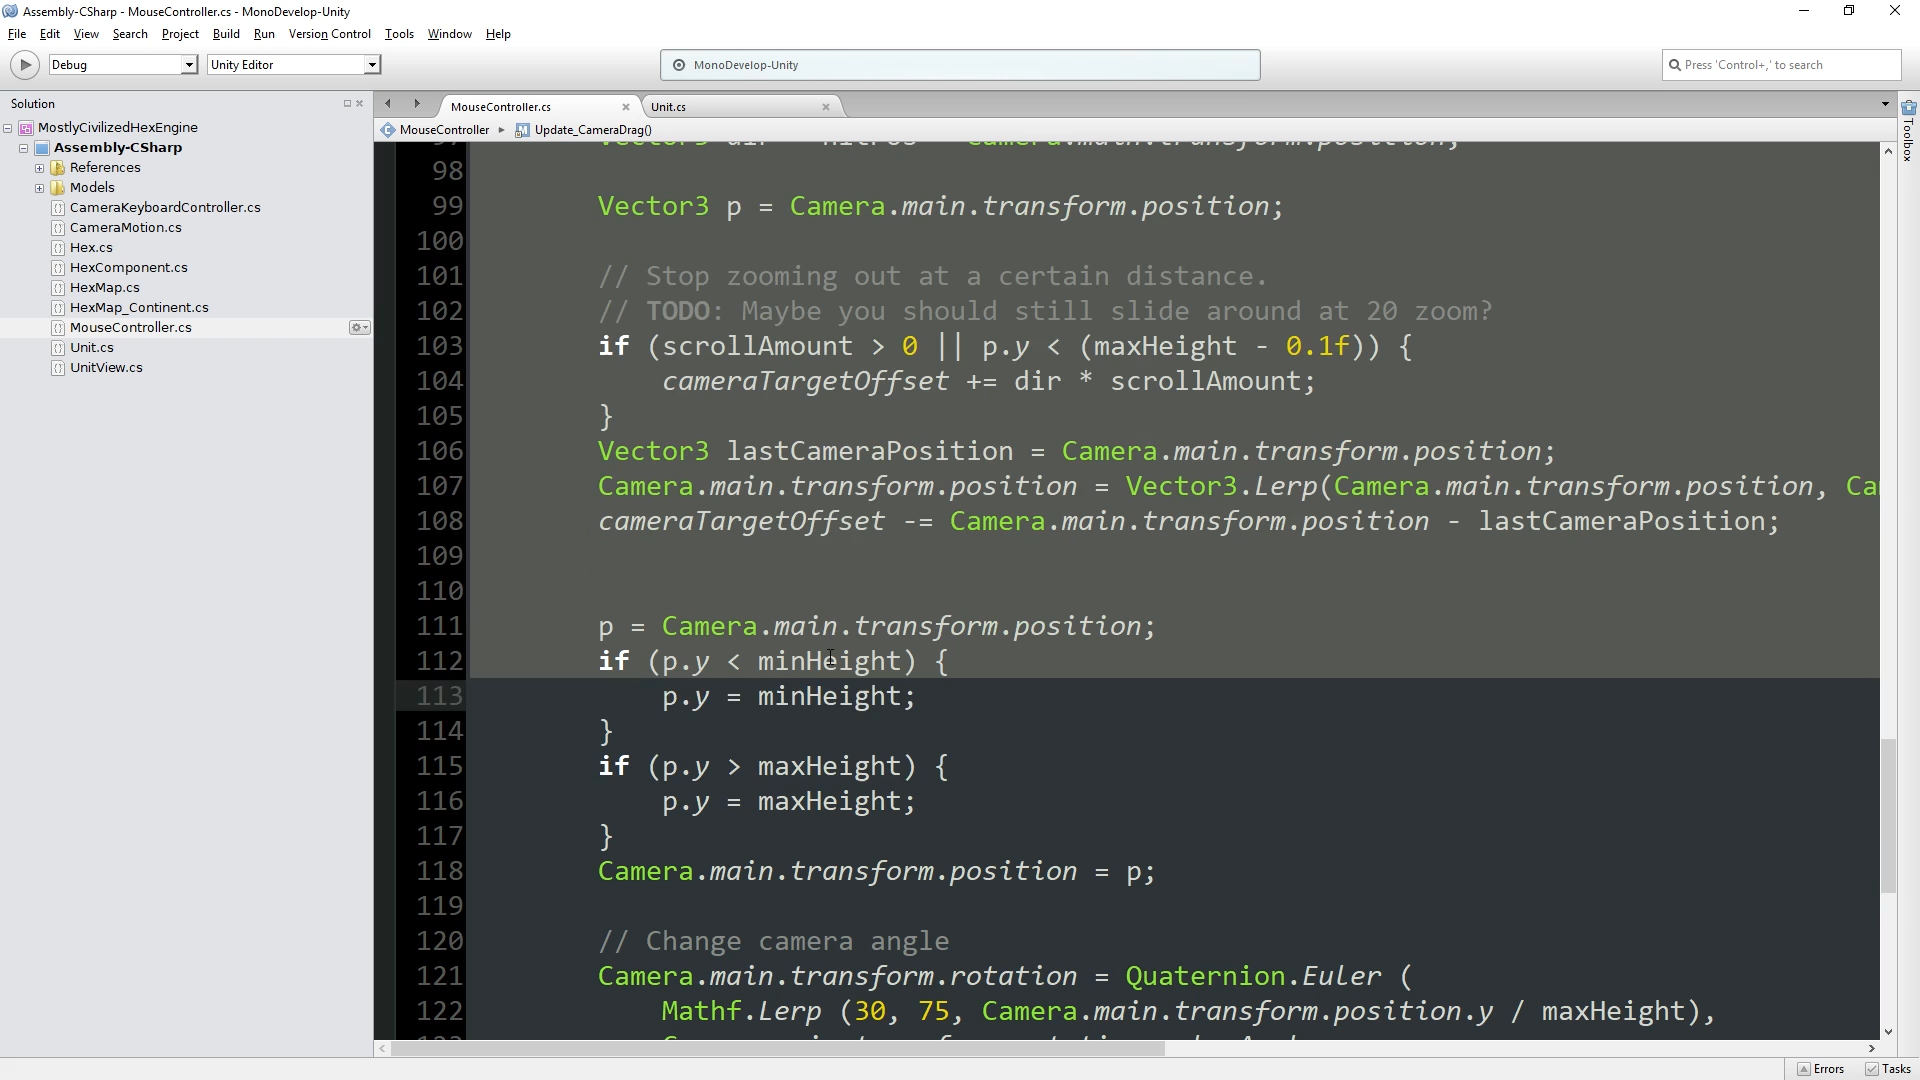 Assembly-CSharp - MouseController.cs - MonoDevelop-Unity
File Edit View Search Project Build Run Version Control Tools Window Help
Debug Unity Editor MonoDevelop-Unity Press 'Control+,' to search
Solution
MostlyCivilizedHexEngine
Assembly-CSharp
References
Models
CameraKeyboardController.cs
CameraMotion.cs
Hex.cs
HexComponent.cs
HexMap.cs
HexMap_Continent.cs
MouseController.cs
Unit.cs
UnitView.cs
MouseController.cs Unit.cs
MouseController Update_CameraDrag()
98
99 Vector3 p = Camera.main.transform.position;
100
101 // Stop zooming out at a certain distance.
102 // TODO: Maybe you should still slide around at 20 zoom?
103 if (scrollAmount > 0 || p.y < (maxHeight - 0.1f)) {
104 cameraTargetOffset += dir * scrollAmount;
105 }
106 Vector3 lastCameraPosition = Camera.main.transform.position;
107 Camera.main.transform.position = Vector3.Lerp(Camera.main.transform.position, Ca
108 cameraTargetOffset -= Camera.main.transform.position - lastCameraPosition;
109
110
111 p = Camera.main.transform.position;
112 if (p.y < minHeight) {
113 p.y = minHeight;
114 }
115 if (p.y > maxHeight) {
116 p.y = maxHeight;
117 }
118 Camera.main.transform.position = p;
119
120 // Change camera angle
121 Camera.main.transform.rotation = Quaternion.Euler (
122 Mathf.Lerp (30, 75, Camera.main.transform.position.y / maxHeight),
Toolbox
Errors Tasks